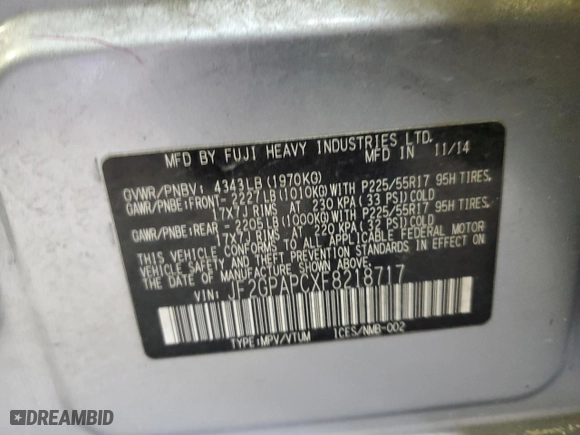 MFD BY FUJI HEAVY INDUSTRIES LTD.
MFD IN 11/14
GVWR/PNBV: 4343LB(1970KG)
GAWR/PNBE:FRONT- 2227LB(1010KG)WITH P225/55R17 95H TIRES,
17x7J RIMS AT 230 KPA(33 PSI)COLD
GAWR/PNBE:REAR - 2205LB(1000KG)WITH P225/55R17 95H TIRES,
17x7J RIMS AT 220 KPA(32 PSI)COLD
THIS VEHICLE CONFORMS TO ALL APPLICABLE FEDERAL MOTOR
VEHICLE SAFETY AND THEFT PREVENTION STANDARDS IN EFFECT ON
THE DATE OF MANUFACTURE SHOWN ABOVE.
VIN: JF2GPAPCXF8218717
TYPE:MPV/VTUM ICES/NMB-002
DREAMBID